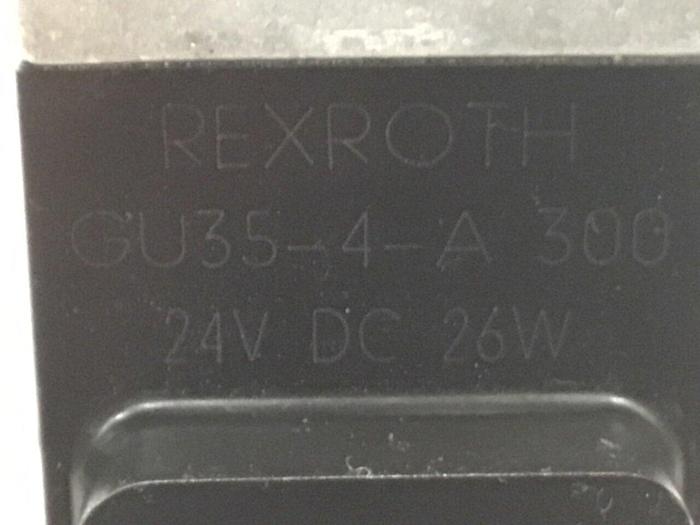 REXROTH
GU35-4-A 300
24V DC 26W